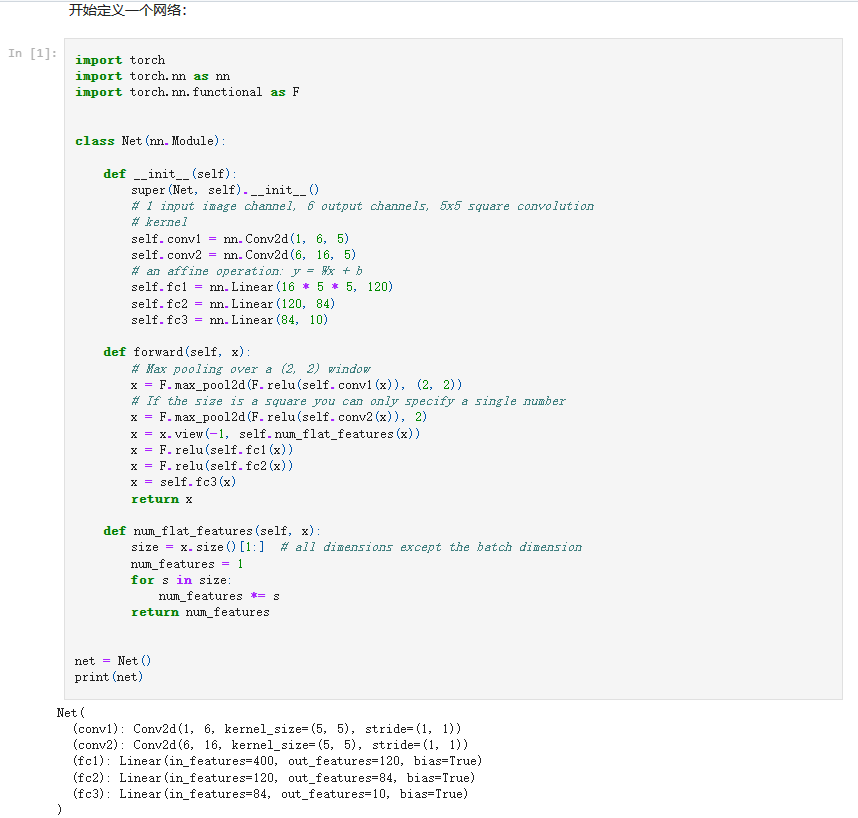 开始定义一个网络：
In [1]:
import torch
import torch.nn as nn
import torch.nn.functional as F
class Net(nn.Module):
    def __init__(self):
        super(Net, self).__init__()
        # 1 input image channel, 6 output channels, 5x5 square convolution
        # kernel
        self.conv1 = nn.Conv2d(1, 6, 5)
        self.conv2 = nn.Conv2d(6, 16, 5)
        # an affine operation: y = Wx + b
        self.fc1 = nn.Linear(16 * 5 * 5, 120)
        self.fc2 = nn.Linear(120, 84)
        self.fc3 = nn.Linear(84, 10)
    def forward(self, x):
        # Max pooling over a (2, 2) window
        x = F.max_pool2d(F.relu(self.conv1(x)), (2, 2))
        # If the size is a square you can only specify a single number
        x = F.max_pool2d(F.relu(self.conv2(x)), 2)
        x = x.view(-1, self.num_flat_features(x))
        x = F.relu(self.fc1(x))
        x = F.relu(self.fc2(x))
        x = self.fc3(x)
        return x
    def num_flat_features(self, x):
        size = x.size()[1:]  # all dimensions except the batch dimension
        num_features = 1
        for s in size:
            num_features *= s
        return num_features
net = Net()
print(net)
Net(
  (conv1): Conv2d(1, 6, kernel_size=(5, 5), stride=(1, 1))
  (conv2): Conv2d(6, 16, kernel_size=(5, 5), stride=(1, 1))
  (fc1): Linear(in_features=400, out_features=120, bias=True)
  (fc2): Linear(in_features=120, out_features=84, bias=True)
  (fc3): Linear(in_features=84, out_features=10, bias=True)
)